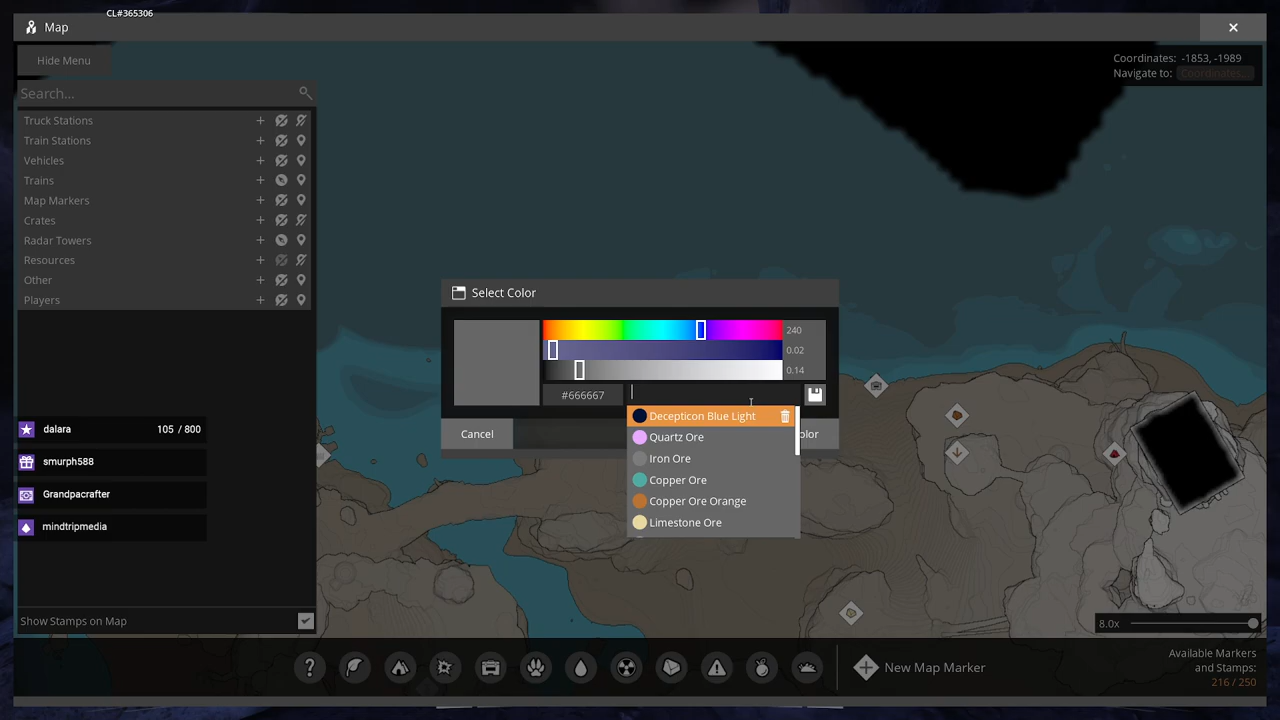 CL#365306
Map
Hide Menu
Coordinates: -1853, -1989
Navigate to: Coordinates...
Search...
Truck Stations
Train Stations
Vehicles
Trains
Map Markers
Crates
Radar Towers
Resources
Other
Players
Select Color
240
0.02
0.14
#666667
Decepticon Blue Light
Quartz Ore
Iron Ore
Copper Ore
Copper Ore Orange
Limestone Ore
Cancel
olor
dalara 105 / 800
smurph588
Grandpacrafter
mindtripmedia
Show Stamps on Map
8.0x
New Map Marker
Available Markers
and Stamps:
216 / 250